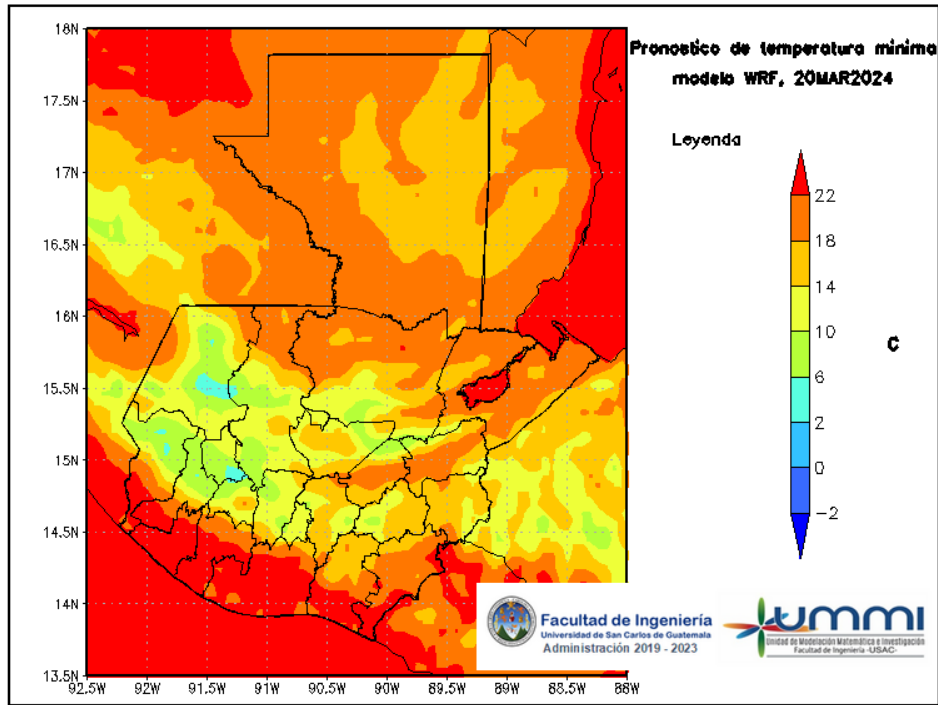 Pronostico de temperatura minima
modelo WRF, 20MAR2024
Leyenda
22
18
14
10
6
2
0
−2
C
18N
17.5N
17N
16.5N
16N
15.5N
15N
14.5N
14N
13.5N
92.5W 92W 91.5W 91W 90.5W 90W 89.5W 89W 88.5W 88W
Facultad de Ingeniería
Universidad de San Carlos de Guatemala
Administración 2019 - 2023
UMMI
Unidad de Modelación Matemática e Investigación
Facultad de Ingeniería -USAC-